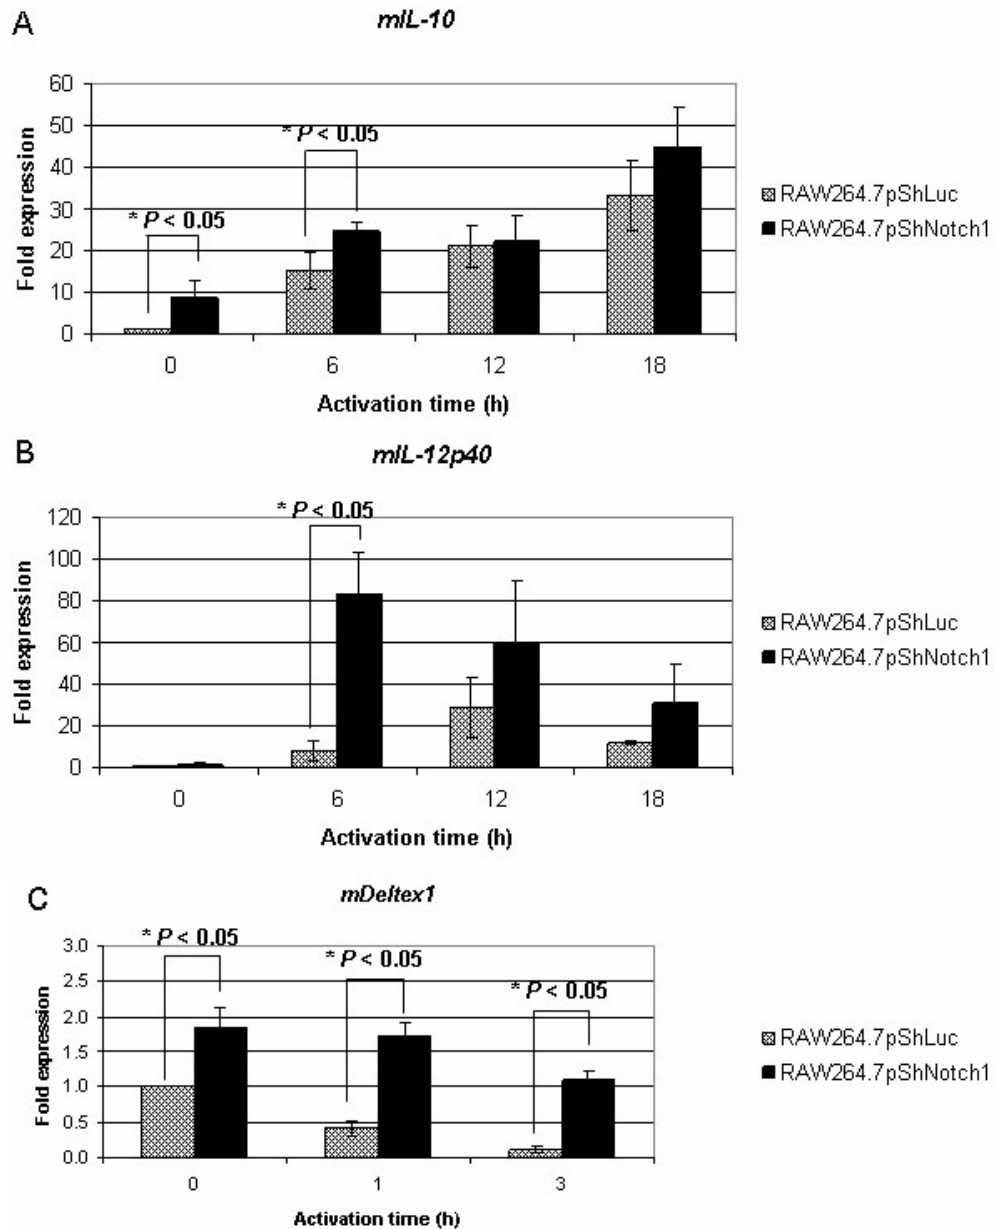 A
mIL-10
60
50
40
30
20
10
0
* P < 0.05
* P < 0.05
Fold expression
0 6 12 18
Activation time (h)
RAW264.7pShLuc
RAW264.7pShNotch1
B
mIL-12p40
120
100
80
60
40
20
0
* P < 0.05
Fold expression
0 6 12 18
Activation time (h)
RAW264.7pShLuc
RAW264.7pShNotch1
C
mDeltex1
3.0
2.5
2.0
1.5
1.0
0.5
0.0
* P < 0.05
* P < 0.05
* P < 0.05
Fold expression
0 1 3
Activation time (h)
RAW264.7pShLuc
RAW264.7pShNotch1